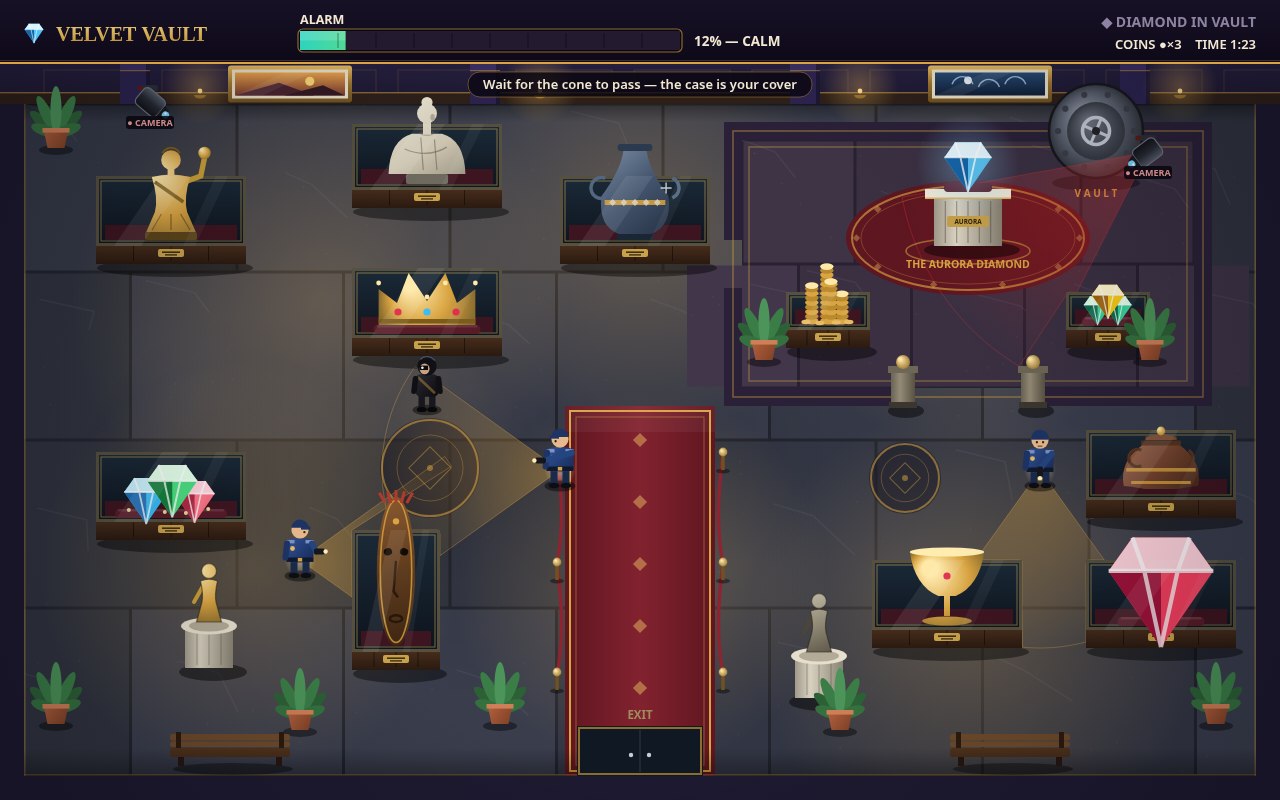 VELVET VAULT
ALARM
12% — CALM
◆ DIAMOND IN VAULT
COINS ●×3 TIME 1:23
Wait for the cone to pass — the case is your cover
● CAMERA
● CAMERA
VAULT
AURORA
THE AURORA DIAMOND
EXIT